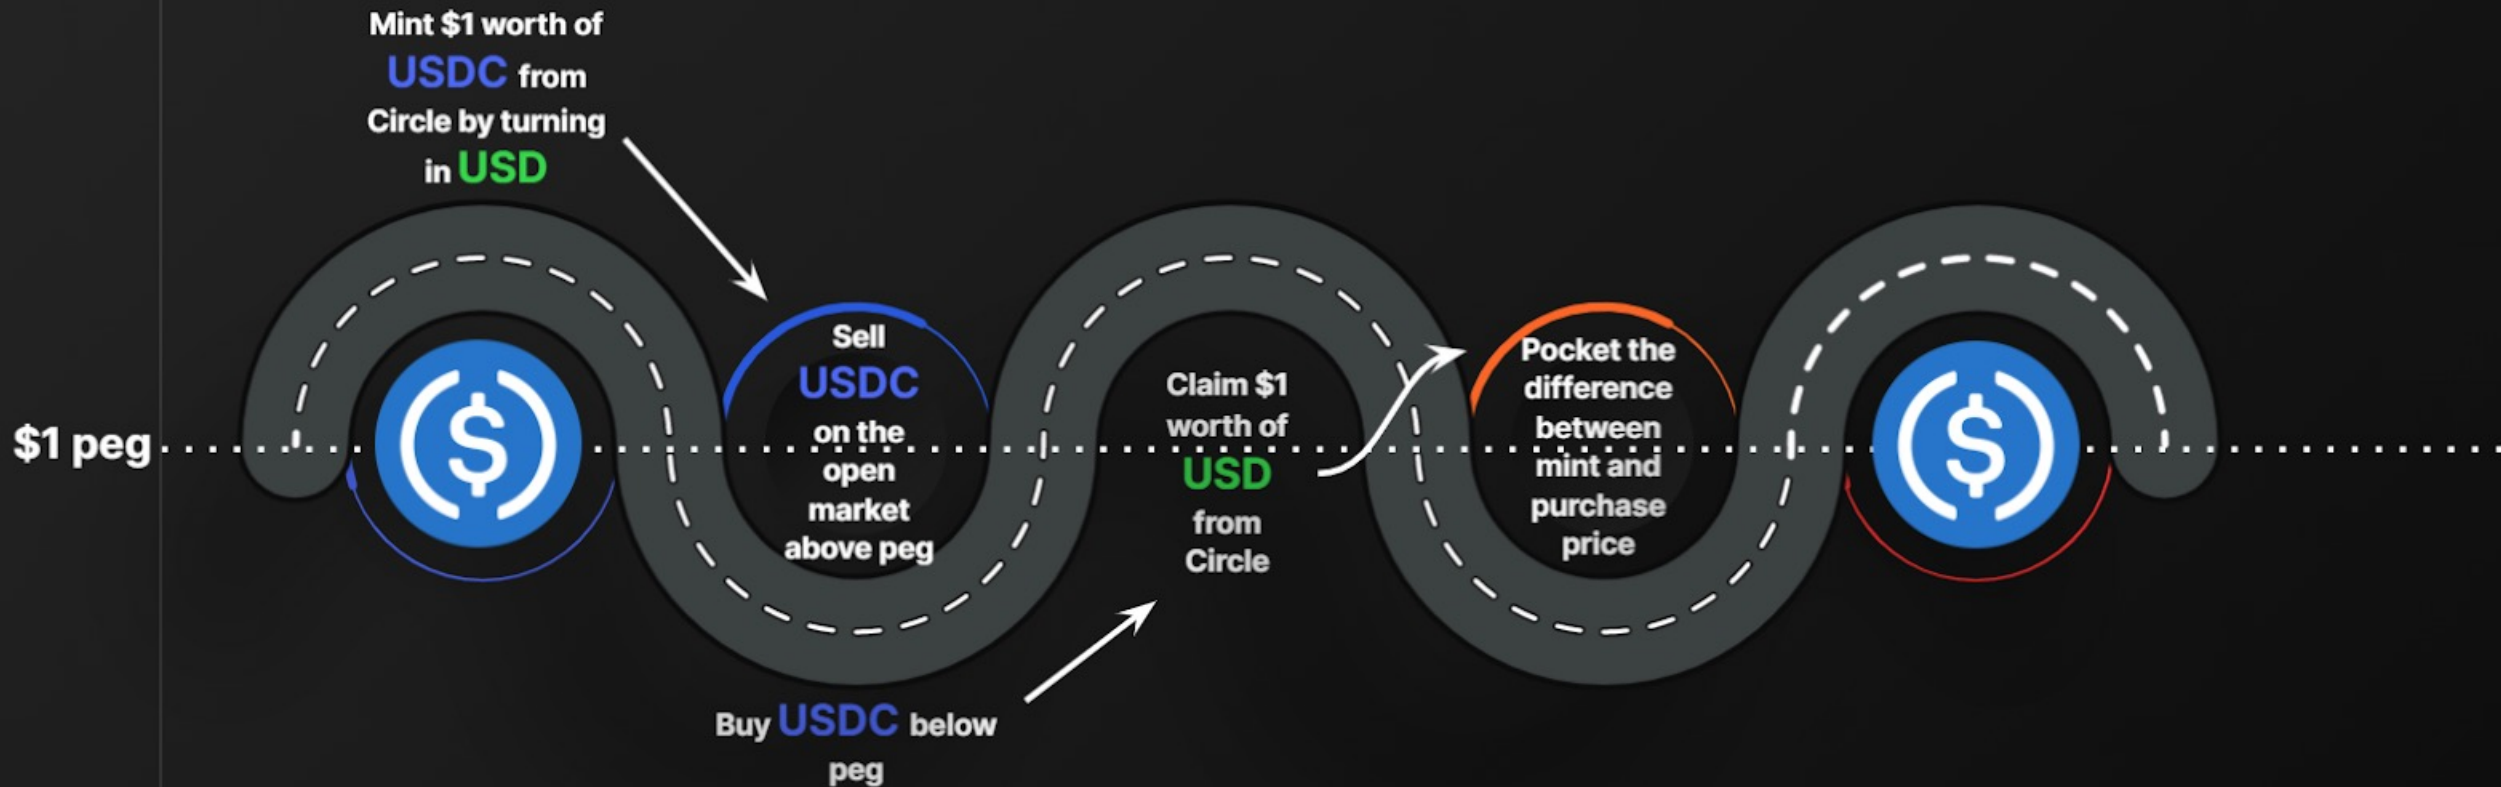 Mint $1 worth of
USDC from
Circle by turning
in USD
$1 peg
$
Sell
USDC
on the
open
market
above peg
Buy USDC below
peg
Claim $1
worth of
USD
from
Circle
Pocket the
difference
between
mint and
purchase
price
$